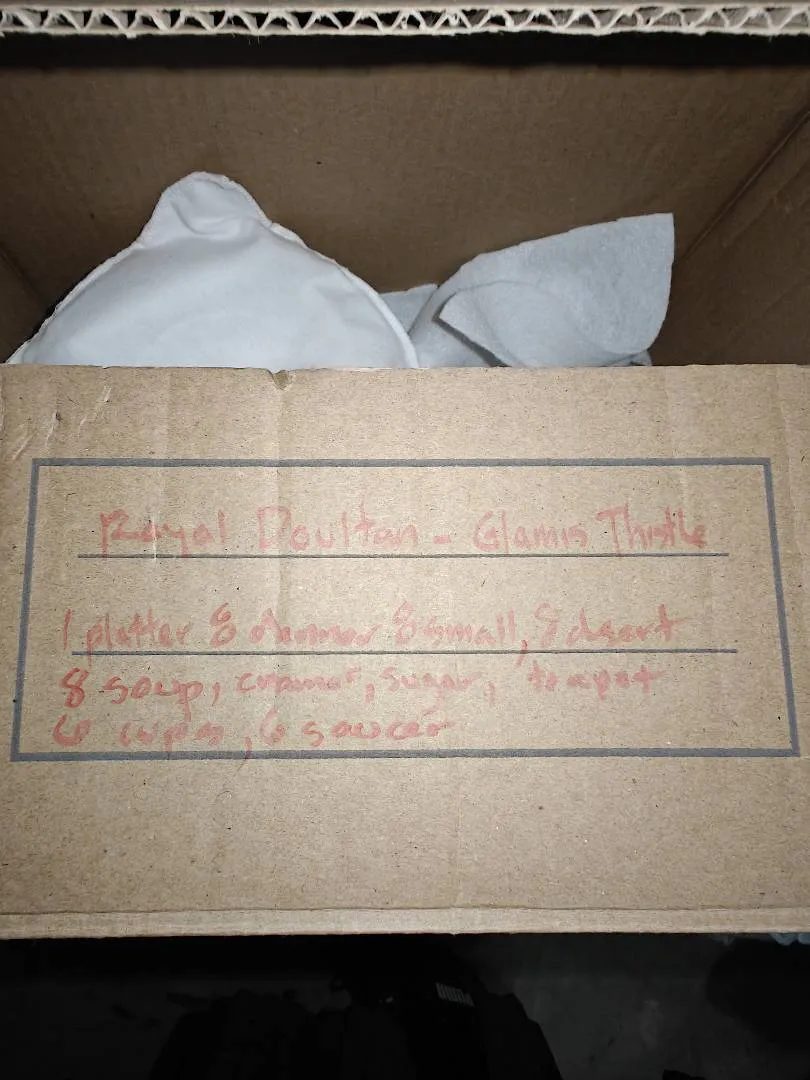 Royal Doulton - Glamis Thistle
1 platter 8 dinner 8 small, 8 desert
8 soup, creamer, sugar, teapot
6 cups, 6 saucer